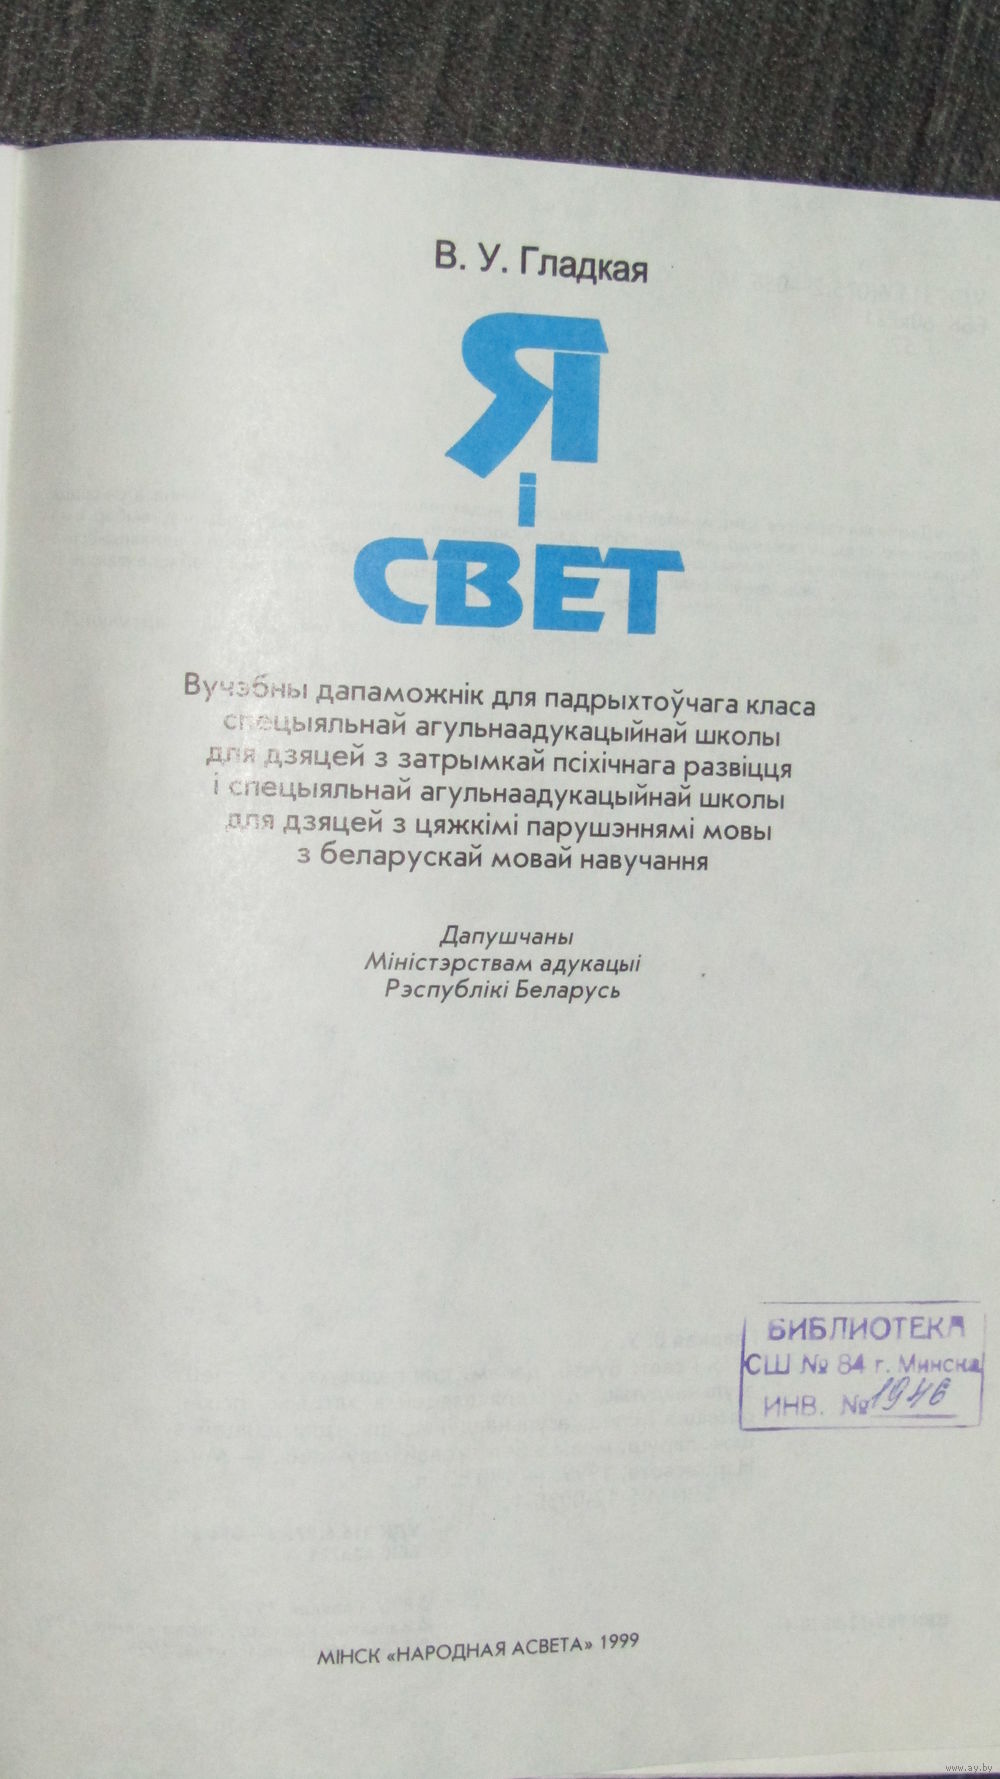 В. У. Гладкая
Я
і
СВЕТ
Вучэбны дапаможнік для падрыхтоўчага класа
спецыяльнай агульнаадукацыйнай школы
для дзяцей з затрымкай псіхічнага развіцця
і спецыяльнай агульнаадукацыйнай школы
для дзяцей з цяжкімі парушэннямі мовы
з беларускай мовай навучання
Дапушчаны
Міністэрствам адукацыі
Рэспублікі Беларусь
БИБЛИОТЕКА
СШ № 84 г. Минска
ИНВ. № 1946
МІНСК «НАРОДНАЯ АСВЕТА» 1999
www.ay.by